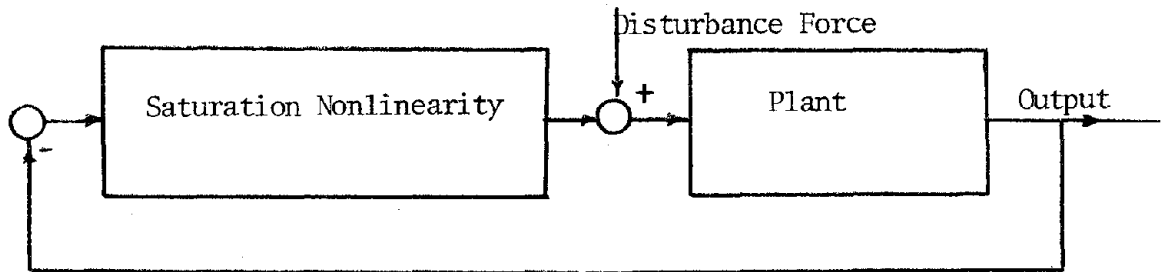 Disturbance Force
Saturation Nonlinearity
+
Plant
Output
-